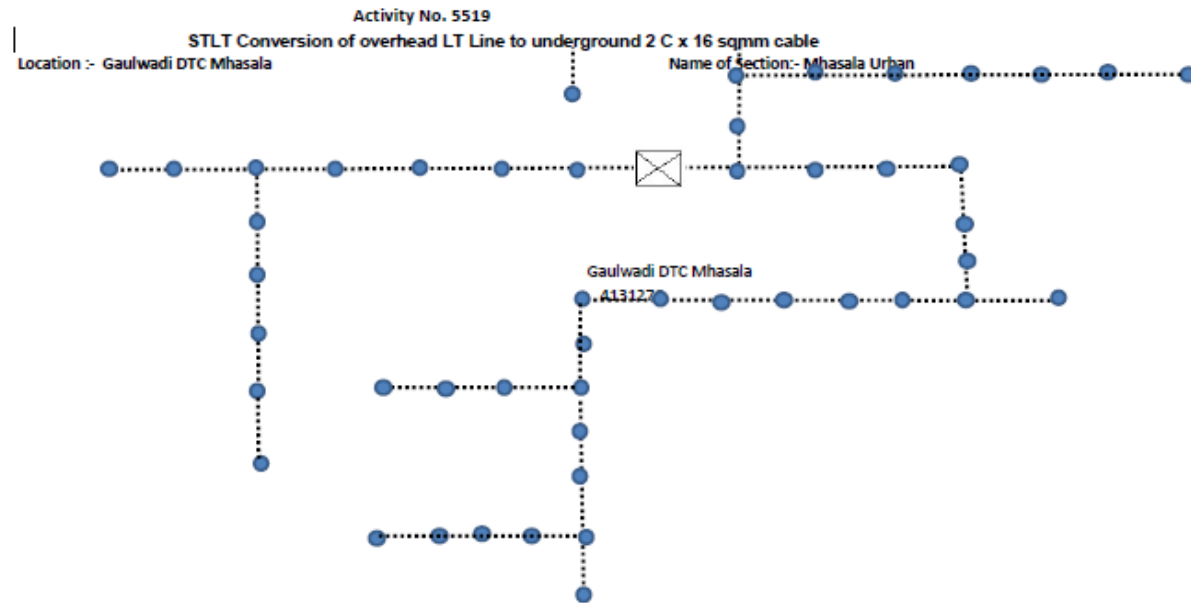 Activity No. 5519
STLT Conversion of overhead LT Line to underground 2 C x 16 sqmm cable
Location :- Gaulwadi DTC Mhasala
Name of Section:- Mhasala Urban
Gaulwadi DTC Mhasala